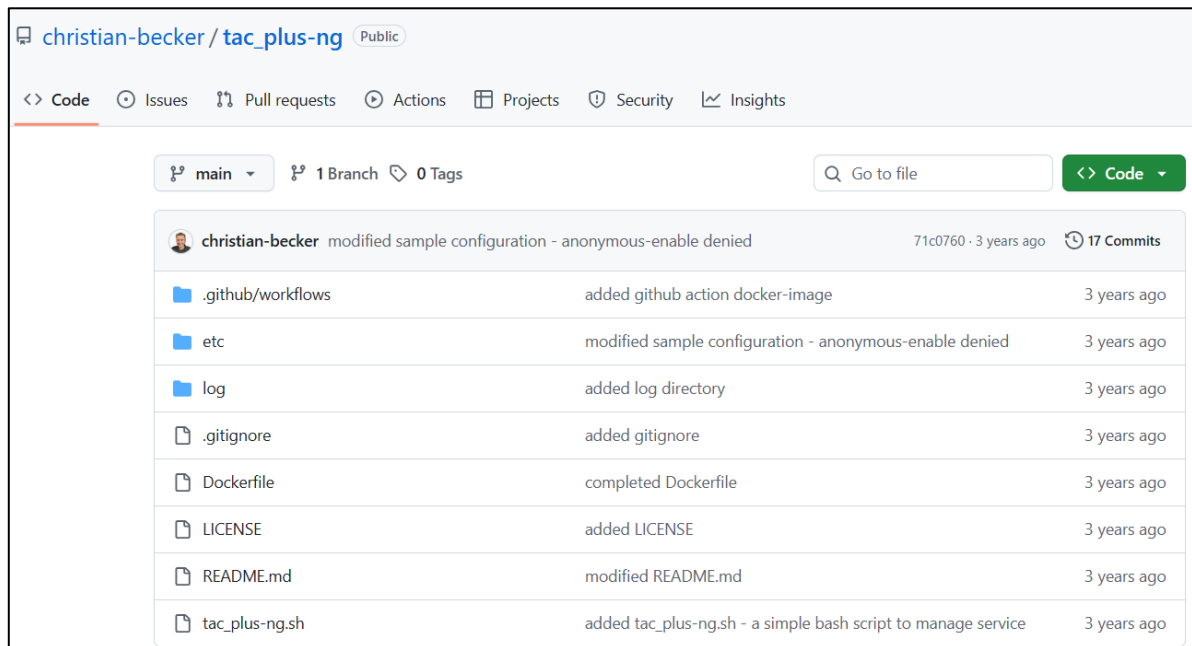 christian-becker / tac_plus-ng Public
Code Issues Pull requests Actions Projects Security Insights
main 1 Branch 0 Tags Go to file Code
christian-becker modified sample configuration - anonymous-enable denied 71c0760 · 3 years ago 17 Commits
.github/workflows added github action docker-image 3 years ago
etc modified sample configuration - anonymous-enable denied 3 years ago
log added log directory 3 years ago
.gitignore added gitignore 3 years ago
Dockerfile completed Dockerfile 3 years ago
LICENSE added LICENSE 3 years ago
README.md modified README.md 3 years ago
tac_plus-ng.sh added tac_plus-ng.sh - a simple bash script to manage service 3 years ago